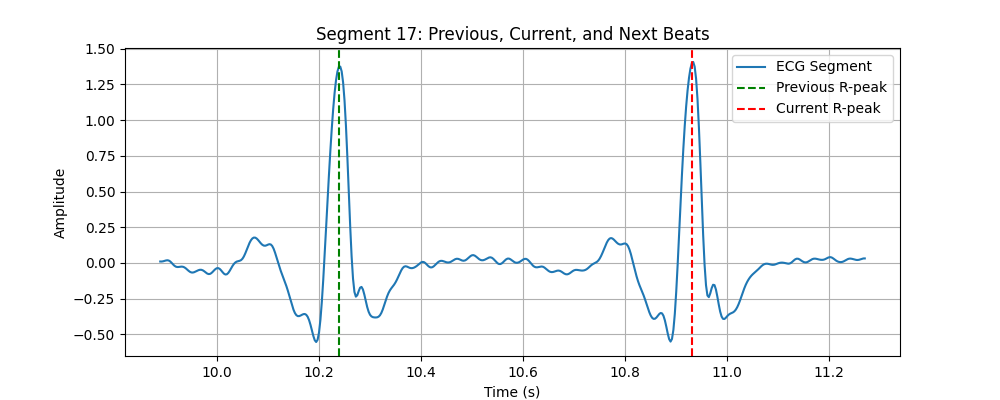 Segment 17: Previous, Current, and Next Beats
1.50
1.25
1.00
0.75
0.50
0.25
0.00
−0.25
−0.50
Amplitude
ECG Segment
Previous R-peak
Current R-peak
10.0 10.2 10.4 10.6 10.8 11.0 11.2
Time (s)